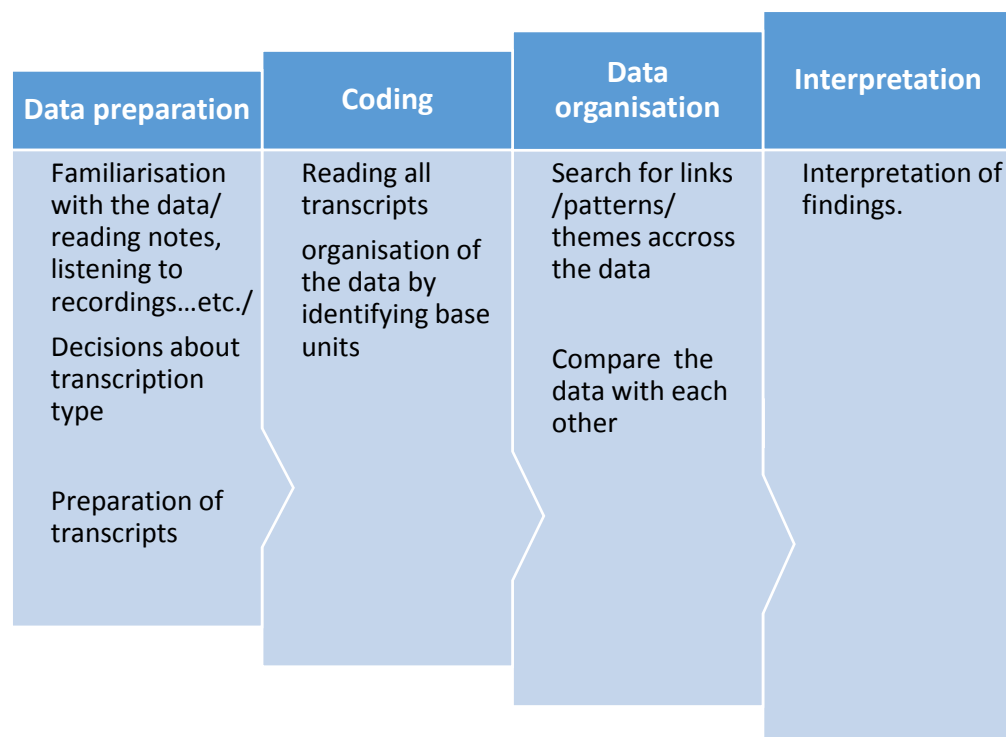 Data preparation
Familiarisation
with the data/
reading notes,
listening to
recordings…etc./
Decisions about
transcription
type
Preparation of
transcripts
Coding
Reading all
transcripts
organisation of
the data by
identifying base
units
Data
organisation
Search for links
/patterns/
themes accross
the data
Compare  the
data with each
other
Interpretation
Interpretation of
findings.